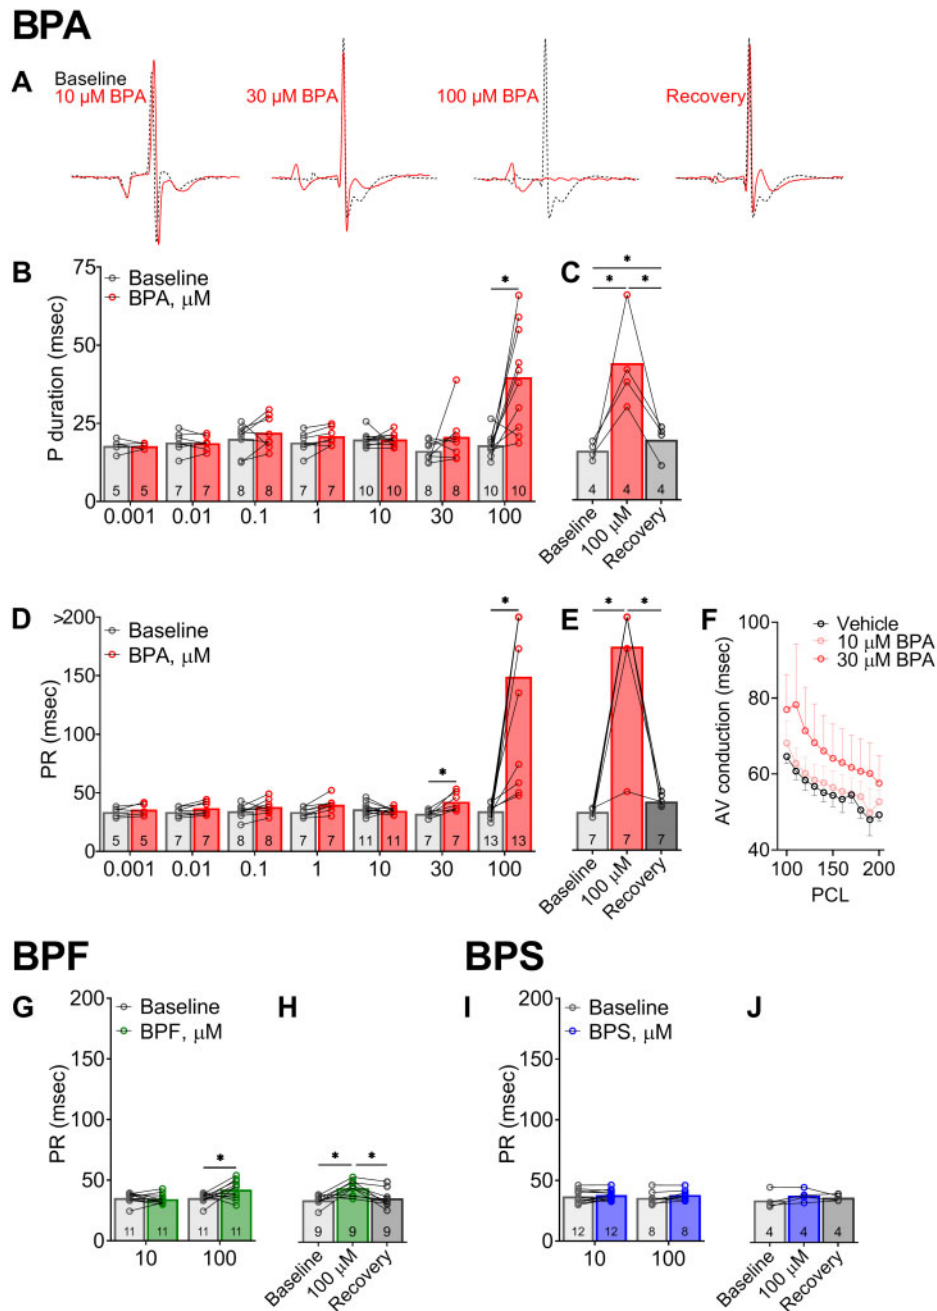 BPA
A
Baseline
10 µM BPA
30 µM BPA
100 µM BPA
Recovery
B
P duration (msec)
75
50
25
0
Baseline
BPA, µM
*
5 5 7 7 8 8 7 7 10 10 8 8 10 10
0.001 0.01 0.1 1 10 30 100
C
*
* *
4 4 4
Baseline
100 µM
Recovery
D
PR (msec)
>200
150
100
50
0
Baseline
BPA, µM
*
*
5 5 7 7 8 8 7 7 11 11 7 7 13 13
0.001 0.01 0.1 1 10 30 100
E
* *
7 7 7
Baseline
100 µM
Recovery
F
AV conduction (msec)
100
80
60
40
Vehicle
10 µM BPA
30 µM BPA
100 150 200
PCL
BPF
G
PR (msec)
200
150
100
50
0
Baseline
BPF, µM
*
11 11 11 11
10 100
H
* *
9 9 9
Baseline
100 µM
Recovery
BPS
I
PR (msec)
200
150
100
50
0
Baseline
BPS, µM
12 12 8 8
10 100
J
4 4 4
Baseline
100 µM
Recovery